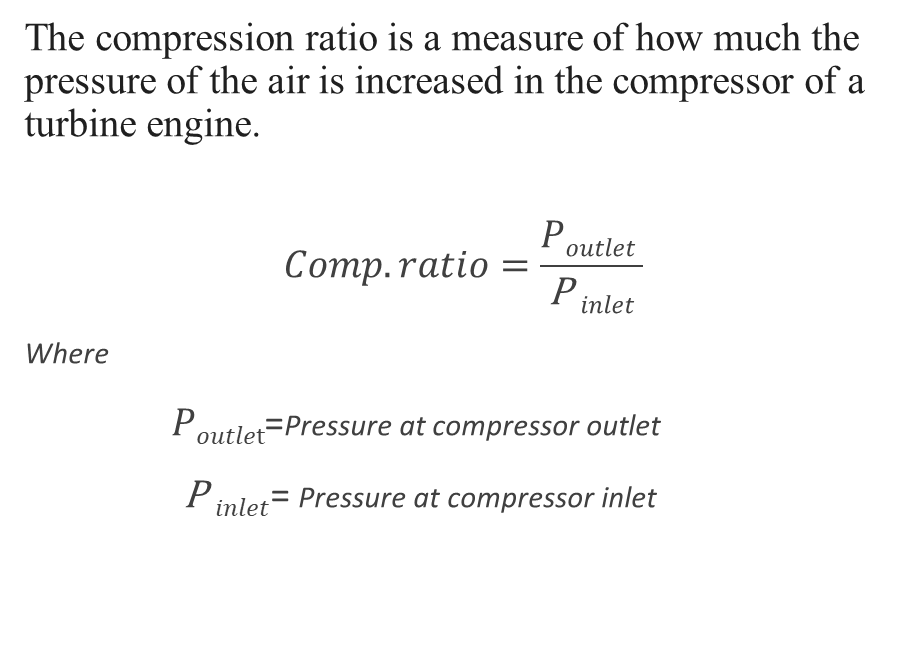 The compression ratio is a measure of how much the
pressure of the air is increased in the compressor of a
turbine engine.
Comp. ratio = P outlet / P inlet
Where
P outlet=Pressure at compressor outlet
P inlet= Pressure at compressor inlet